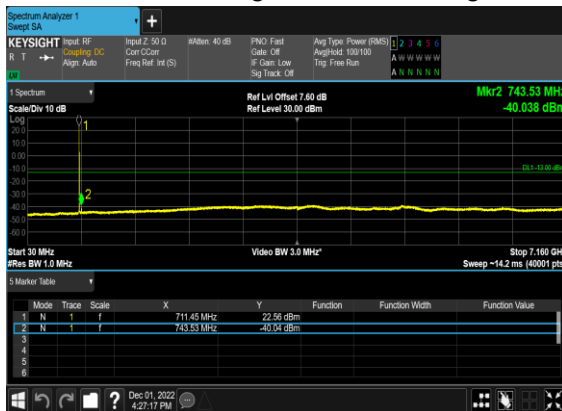 Spectrum Analyzer 1
Swept SA
KEYSIGHT Input: RF Input Z: 50 Ω #Atten: 40 dB PNO: Fast Avg Type: Power (RMS) 1 2 3 4 5 6
R T Coupling: DC Corr CCorr Gate: Off Avg|Hold: 100/100 A W W W W W
Align: Auto Freq Ref: Int (S) IF Gain: Low Trig: Free Run
Sig Track: Off A N N N N N
LXI
1 Spectrum Ref Lvl Offset 7.60 dB Mkr2 743.53 MHz
Scale/Div 10 dB Ref Level 30.00 dBm -40.038 dBm
Log
20.0
10.0
0.00
-10.0
-20.0
-30.0
-40.0
-50.0
-60.0
1
2
DL1 -13.00 dB
Start 30 MHz Video BW 3.0 MHz* Stop 7.160 GH
#Res BW 1.0 MHz Sweep ~14.2 ms (40001 pts
5 Marker Table
Mode Trace Scale X Y Function Function Width Function Value
1 N 1 f 711.45 MHz 22.56 dBm
2 N 1 f 743.53 MHz -40.04 dBm
3
4
5
6
Dec 01, 2022
4:27:17 PM